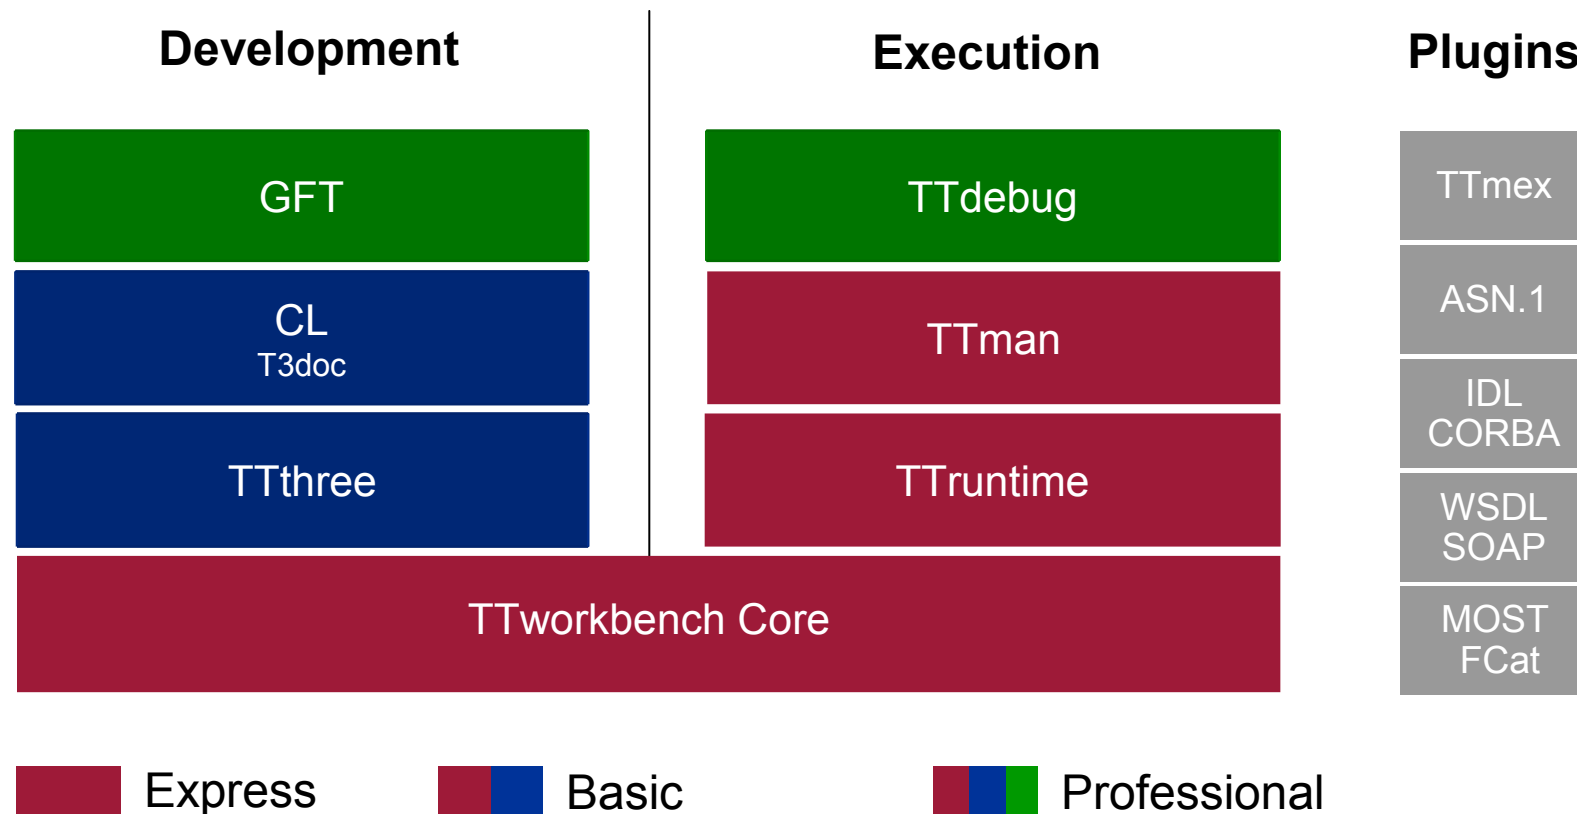 Development
Execution
Plugins
GFT
TTdebug
TTmex
CL
T3doc
TTman
ASN.1
IDL
CORBA
TTthree
TTruntime
WSDL
SOAP
TTworkbench Core
MOST
FCat
Express
Basic
Professional